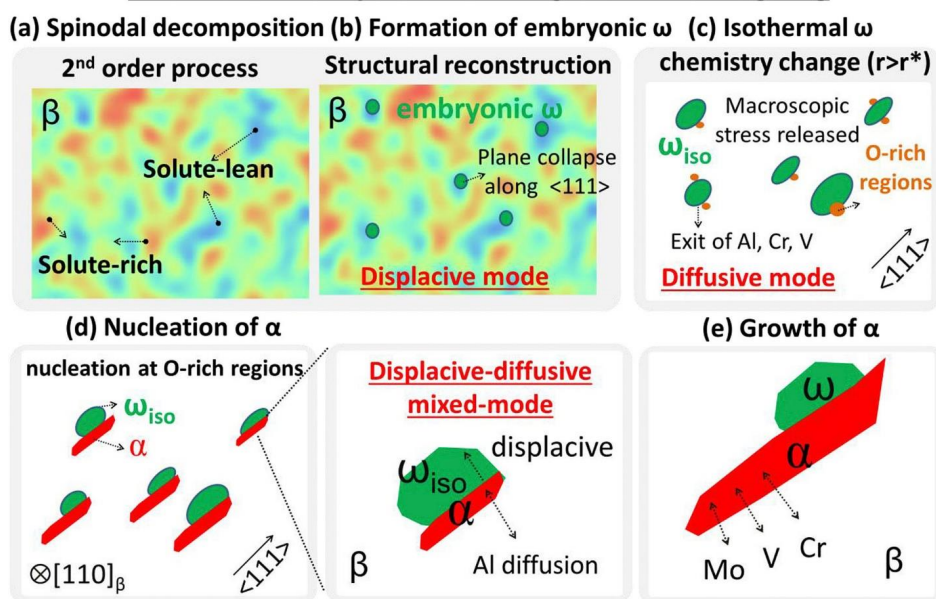 (a) Spinodal decomposition (b) Formation of embryonic ω (c) Isothermal ω
2nd order process
β
Solute-lean
Solute-rich
Structural reconstruction
β
embryonic ω
Plane collapse
along <111>
Displacive mode
chemistry change (r>r*)
Macroscopic
stress released
ωiso
O-rich
regions
Exit of Al, Cr, V
Diffusive mode
<111>
(d) Nucleation of α
nucleation at O-rich regions
ωiso
α
⊗[110]β
<111>
Displacive-diffusive
mixed-mode
displacive
ωiso
α
β
Al diffusion
(e) Growth of α
ω
α
Mo
V
Cr
β